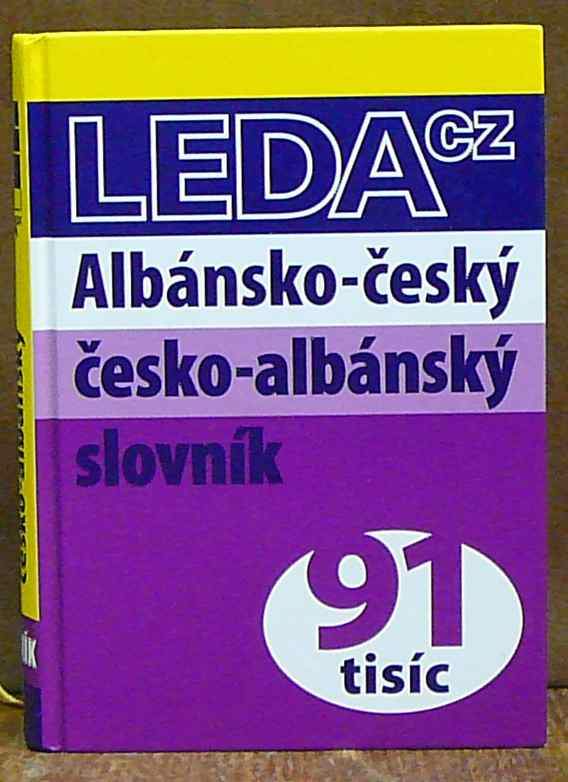 LEDA CZ
Albánsko-český
česko-albánský
slovník
91
tisíc